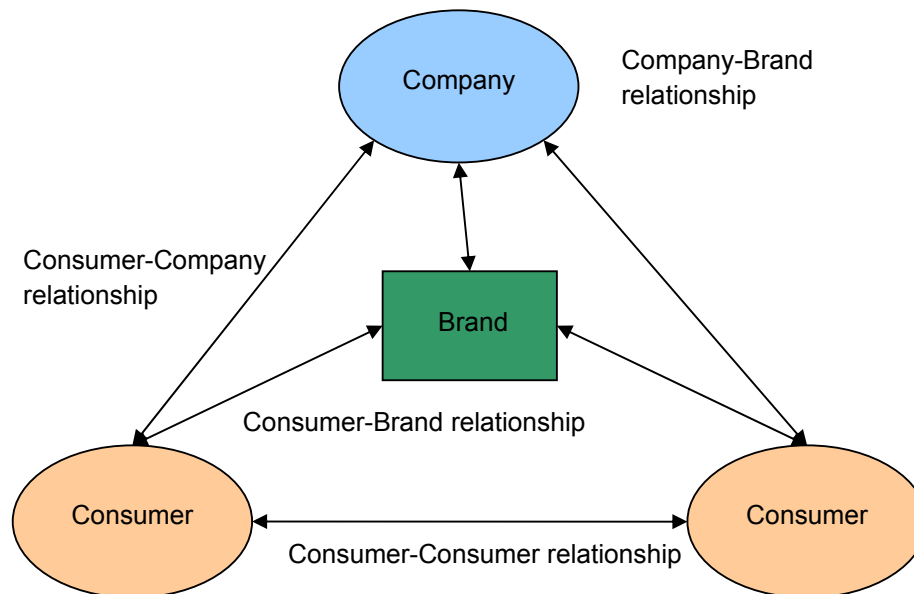 Company
Company-Brand
relationship
Consumer-Company
relationship
Brand
Consumer-Brand relationship
Consumer
Consumer
Consumer-Consumer relationship